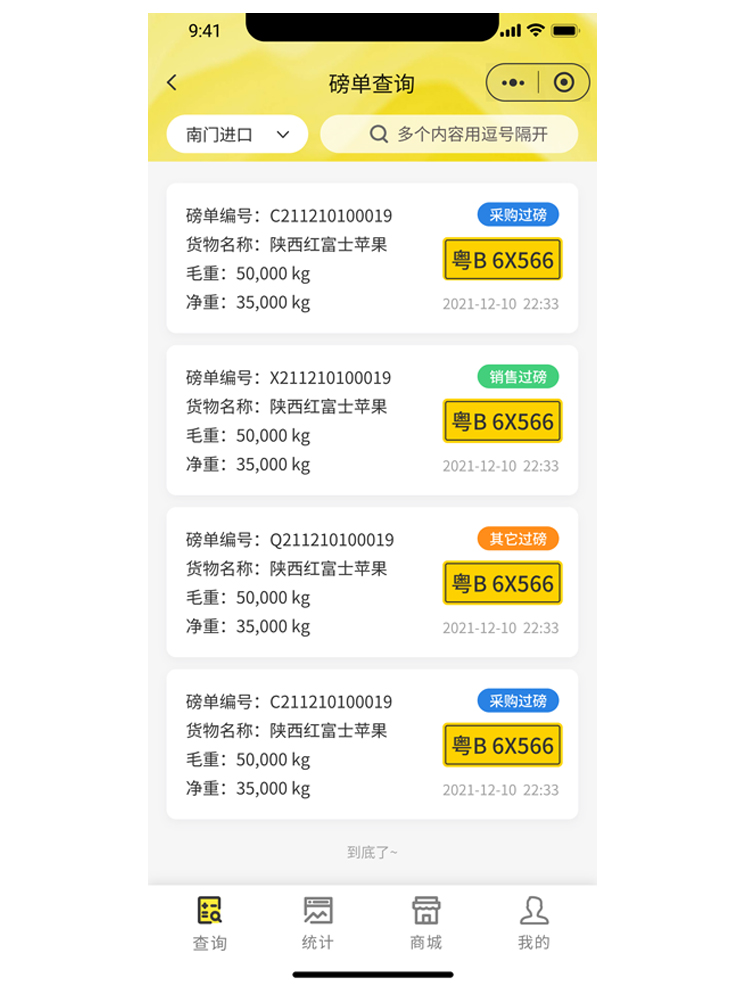 9:41
磅单查询
南门进口
多个内容用逗号隔开
磅单编号：C211210100019
采购过磅
货物名称：陕西红富士苹果
粤B 6X566
毛重：50,000 kg
净重：35,000 kg
2021-12-10 22:33
磅单编号：X211210100019
销售过磅
货物名称：陕西红富士苹果
粤B 6X566
毛重：50,000 kg
净重：35,000 kg
2021-12-10 22:33
磅单编号：Q211210100019
其它过磅
货物名称：陕西红富士苹果
粤B 6X566
毛重：50,000 kg
净重：35,000 kg
2021-12-10 22:33
磅单编号：C211210100019
采购过磅
货物名称：陕西红富士苹果
粤B 6X566
毛重：50,000 kg
净重：35,000 kg
2021-12-10 22:33
到底了~
查询
统计
商城
我的